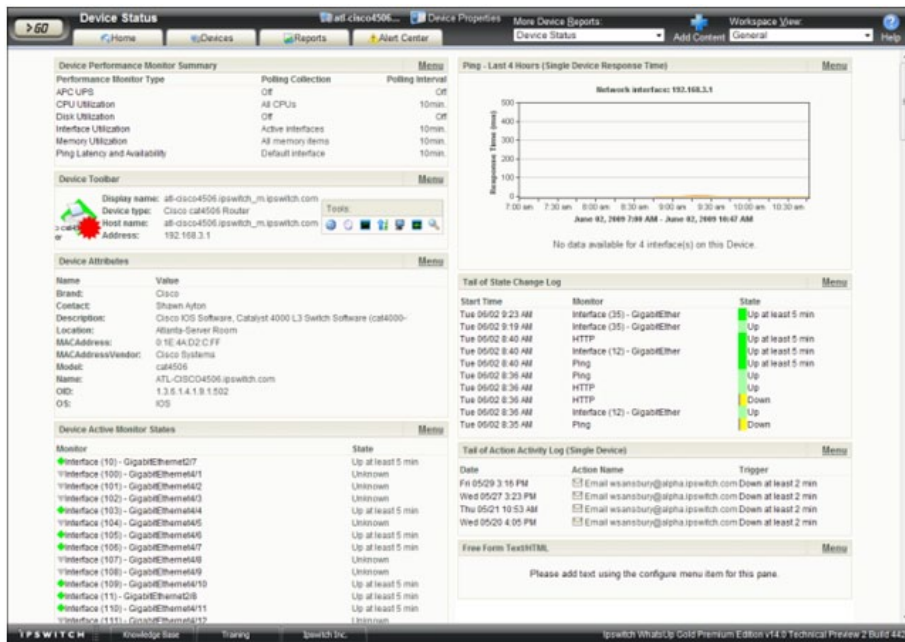 >GO
Device Status
atl-cisco4506...
Device Properties
More Device Reports:
Device Status
Add Content
Workspace View:
General
Help
Home
Devices
Reports
Alert Center
Device Performance Monitor Summary Menu
Performance Monitor Type Polling Collection Polling Interval
APC UPS Off Off
CPU Utilization All CPUs 10min.
Disk Utilization Off Off
Interface Utilization Active interfaces 10min.
Memory Utilization All memory items 10min.
Ping Latency and Availability Default interface 10min.
Device Toolbar Menu
Display name: atl-cisco4506.ipswitch_m.ipswitch.com
Device type: Cisco cat4506 Router
Host name: atl-cisco4506.ipswitch_m.ipswitch.com
Address: 192.168.3.1
Tools:
Device Attributes Menu
Name Value
Brand: Cisco
Contact: Shawn Ayton
Description: Cisco IOS Software, Catalyst 4000 L3 Switch Software (cat4000-
Location: Atlanta-Server Room
MACAddress: 0:1E:4A:D2:C:FF
MACAddressVendor: Cisco Systems
Model: cat4506
Name: ATL-CISCO4506.ipswitch.com
OID: 1.3.6.1.4.1.9.1.502
OS: IOS
Device Active Monitor States Menu
Monitor State
Interface (10) - GigabitEthernet2/7 Up at least 5 min
Interface (100) - GigabitEthernet4/1 Unknown
Interface (101) - GigabitEthernet4/2 Unknown
Interface (102) - GigabitEthernet4/3 Unknown
Interface (103) - GigabitEthernet4/4 Up at least 5 min
Interface (104) - GigabitEthernet4/5 Unknown
Interface (105) - GigabitEthernet4/6 Up at least 5 min
Interface (106) - GigabitEthernet4/7 Up at least 5 min
Interface (107) - GigabitEthernet4/8 Unknown
Interface (108) - GigabitEthernet4/9 Unknown
Interface (109) - GigabitEthernet4/10 Up at least 5 min
Interface (11) - GigabitEthernet2/8 Up at least 5 min
Interface (110) - GigabitEthernet4/11 Up at least 5 min
Interface (111) - GigabitEthernet4/12 Unknown
Ping - Last 4 Hours (Single Device Response Time) Menu
Network interface: 192.168.3.1
Response Time (ms)
500
400
300
200
100
0
7:00 am 7:30 am 8:00 am 8:30 am 9:00 am 9:30 am 10:00 am 10:30 am
June 02, 2009 7:00 AM - June 02, 2009 10:47 AM
No data available for 4 interface(s) on this Device.
Tail of State Change Log Menu
Start Time Monitor State
Tue 06/02 9:23 AM Interface (35) - GigabitEther Up at least 5 min
Tue 06/02 9:19 AM Interface (35) - GigabitEther Up
Tue 06/02 8:40 AM HTTP Up at least 5 min
Tue 06/02 8:40 AM Interface (12) - GigabitEther Up at least 5 min
Tue 06/02 8:40 AM Ping Up at least 5 min
Tue 06/02 8:36 AM Ping Up
Tue 06/02 8:36 AM HTTP Up
Tue 06/02 8:36 AM HTTP Down
Tue 06/02 8:36 AM Interface (12) - GigabitEther Up
Tue 06/02 8:35 AM Ping Down
Tail of Action Activity Log (Single Device) Menu
Date Action Name Trigger
Fri 05/29 3:16 PM Email wsansbury@alpha.ipswitch.com Down at least 2 min
Wed 05/27 3:23 PM Email wsansbury@alpha.ipswitch.com Down at least 2 min
Thu 05/21 10:53 AM Email wsansbury@alpha.ipswitch.com Down at least 2 min
Wed 05/20 4:05 PM Email wsansbury@alpha.ipswitch.com Down at least 2 min
Free Form Text/HTML Menu
Please add text using the configure menu item for this pane.
IPSWITCH Knowledge Base Training Ipswitch Inc. Ipswitch WhatsUp Gold Premium Edition v14.0 Technical Preview 2 Build 442